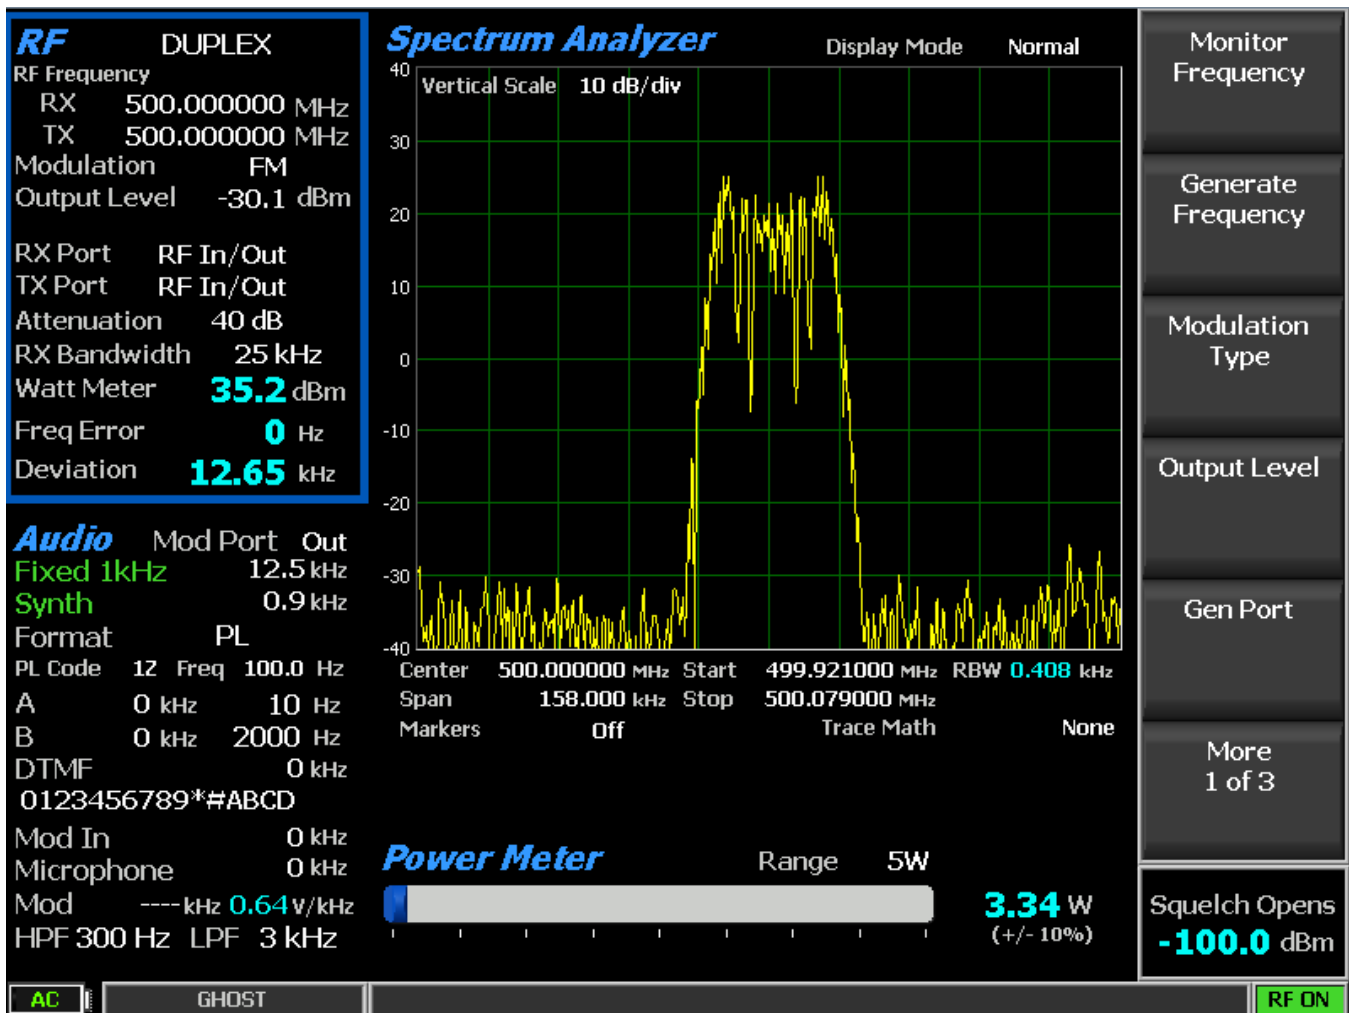 RF DUPLEX
RF Frequency
RX 500.000000 MHz
TX 500.000000 MHz
Modulation FM
Output Level -30.1 dBm
RX Port RF In/Out
TX Port RF In/Out
Attenuation 40 dB
RX Bandwidth 25 kHz
Watt Meter 35.2 dBm
Freq Error 0 Hz
Deviation 12.65 kHz
Audio Mod Port Out
Fixed 1kHz 12.5 kHz
Synth 0.9 kHz
Format PL
PL Code 1Z Freq 100.0 Hz
A 0 kHz 10 Hz
B 0 kHz 2000 Hz
DTMF 0 kHz
0123456789*#ABCD
Mod In 0 kHz
Microphone 0 kHz
Mod ---- kHz 0.64 V/kHz
HPF 300 Hz LPF 3 kHz
Spectrum Analyzer Display Mode Normal
Vertical Scale 10 dB/div
40
30
20
10
0
-10
-20
-30
-40
Center 500.000000 MHz Start 499.921000 MHz RBW 0.408 kHz
Span 158.000 kHz Stop 500.079000 MHz
Markers Off Trace Math None
Power Meter Range 5W
3.34 W
(+/- 10%)
Monitor
Frequency
Generate
Frequency
Modulation
Type
Output Level
Gen Port
More
1 of 3
Squelch Opens
-100.0 dBm
AC GHOST RF ON